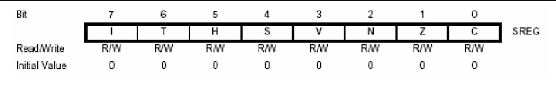 Bit 7 6 5 4 3 2 1 0
I T H S V N Z C SREG
Read/Write R/W R/W R/W R/W R/W R/W R/W R/W
Initial Value 0 0 0 0 0 0 0 0